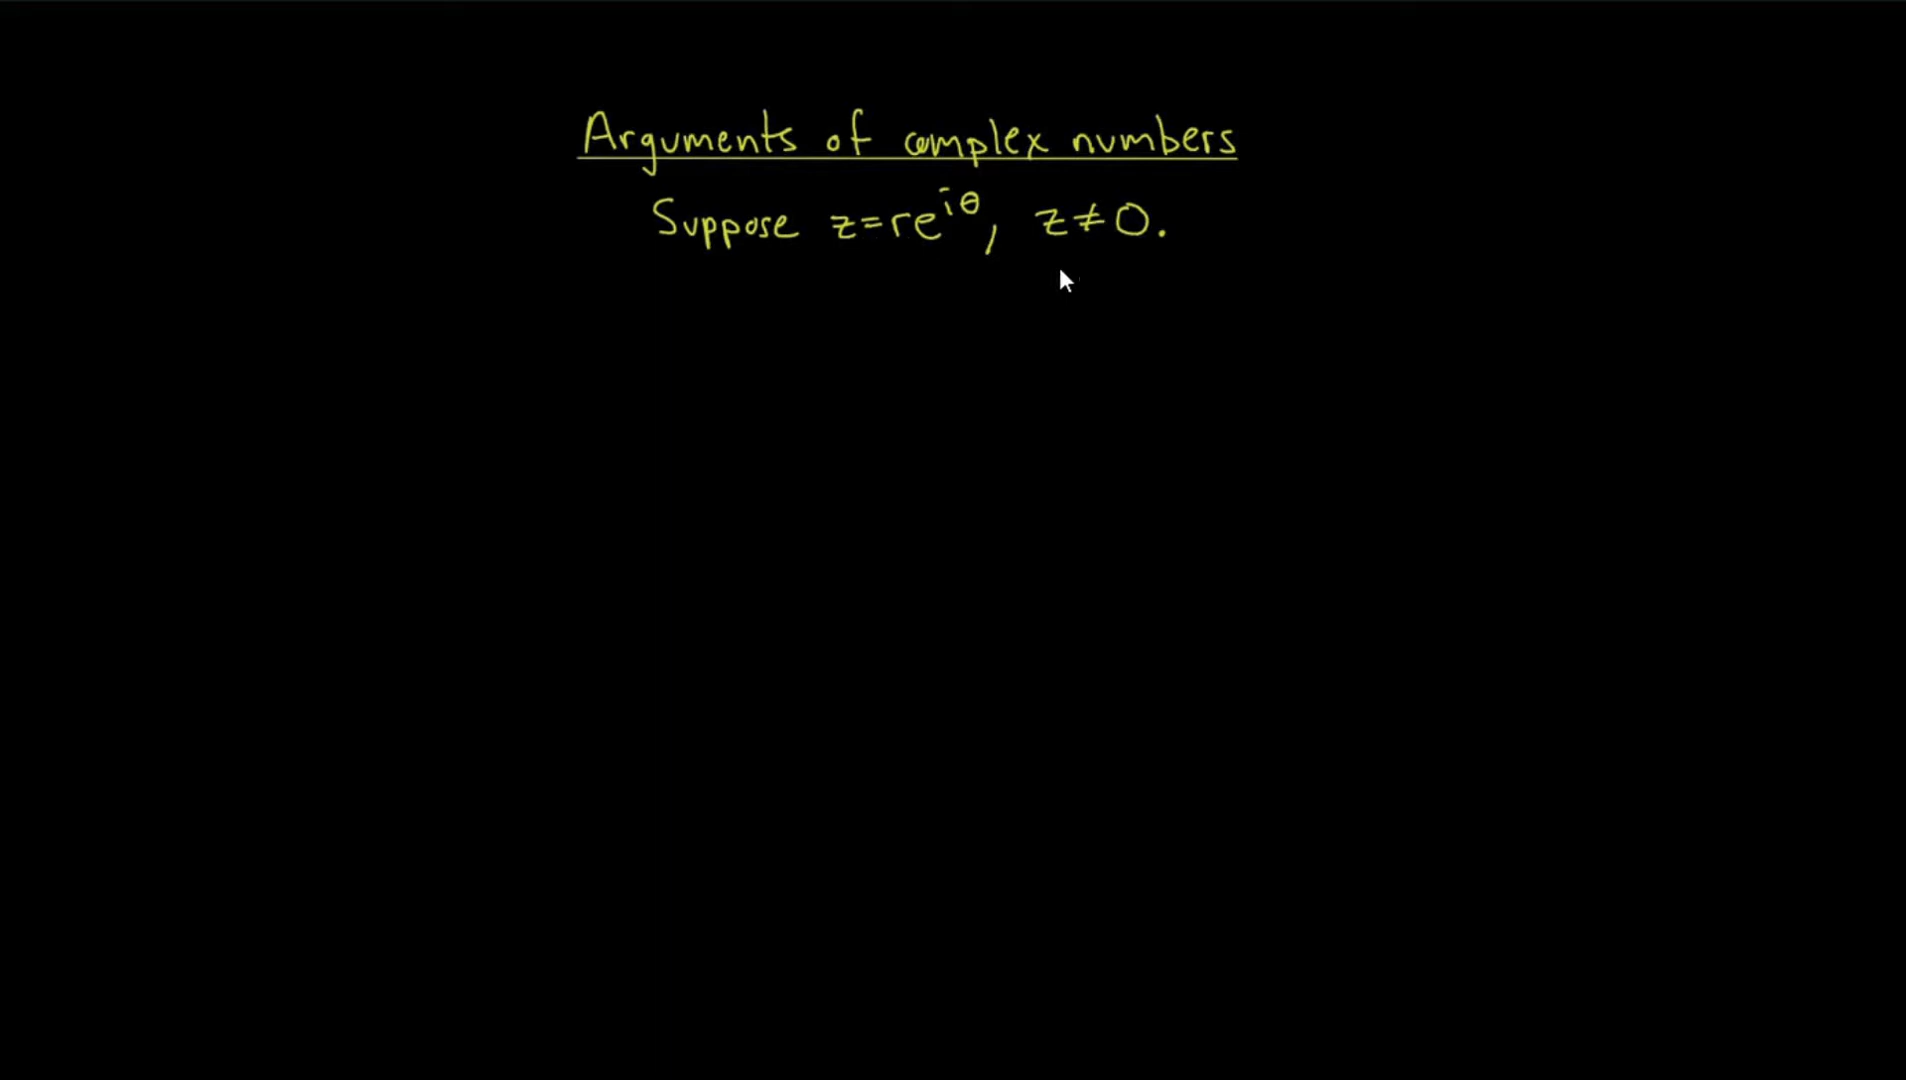 Arguments of complex numbers
Suppose z=re^{iθ}, z≠0.